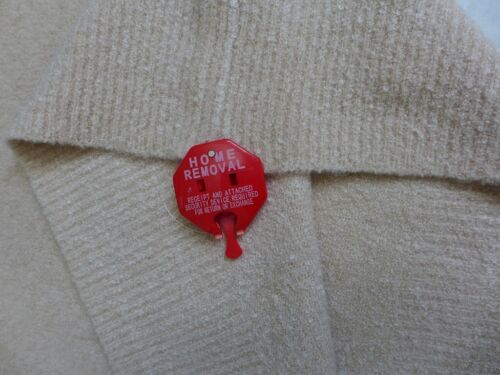 HOME
REMOVAL
RECEIPT AND ATTACHED
SECURITY DEVICE REQUIRED
FOR RETURN OR EXCHANGE